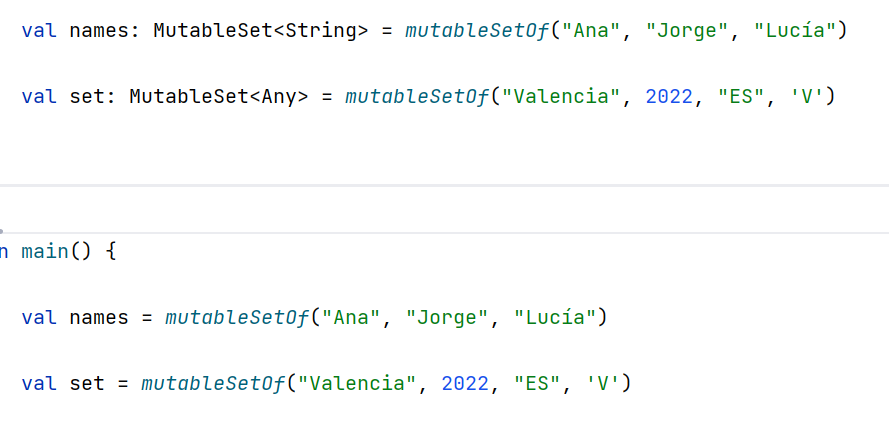 val names: MutableSet<String> = mutableSetOf("Ana", "Jorge", "Lucía")
val set: MutableSet<Any> = mutableSetOf("Valencia", 2022, "ES", 'V')
n main() {
val names = mutableSetOf("Ana", "Jorge", "Lucía")
val set = mutableSetOf("Valencia", 2022, "ES", 'V')